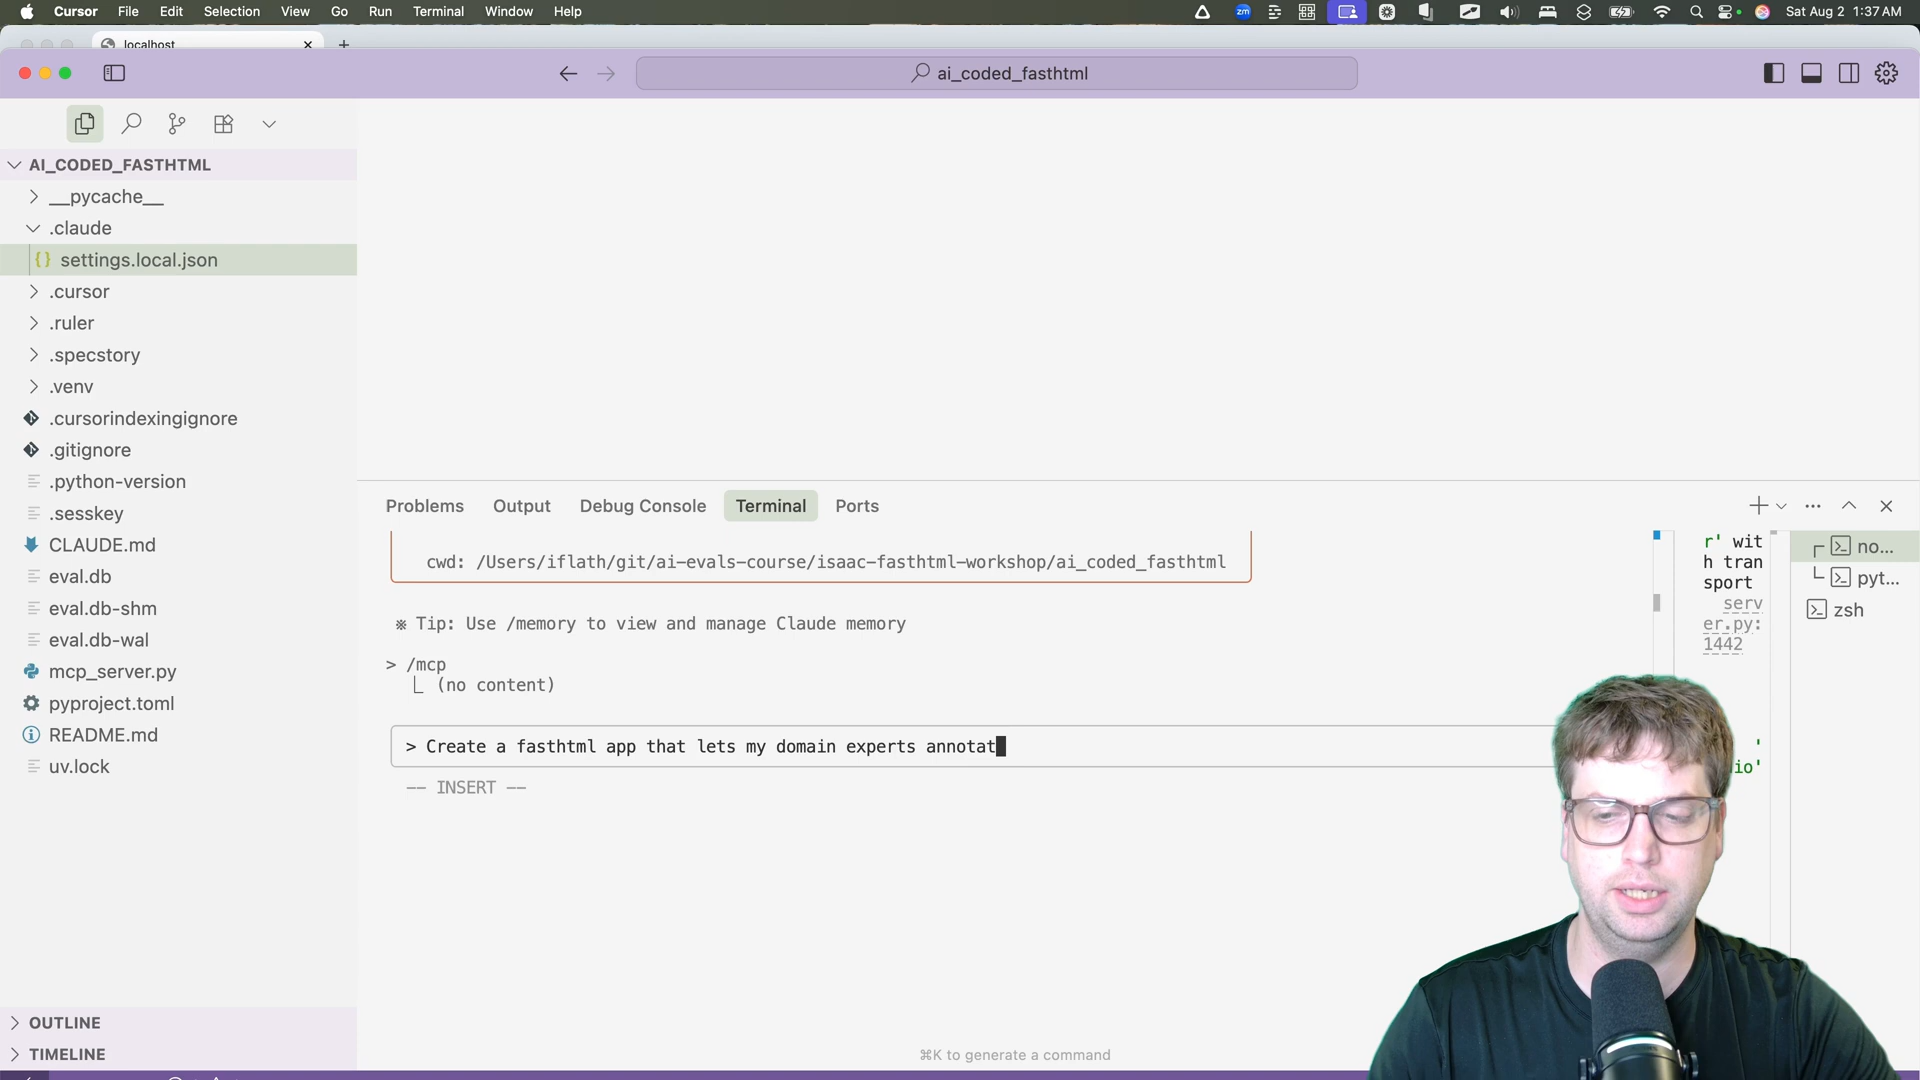 Cursor File Edit Selection View Go Run Terminal Window Help
zm
Sat Aug 2 1:37 AM
localhost
ai_coded_fasthtml
AI_CODED_FASTHTML
__pycache__
.claude
{} settings.local.json
.cursor
.ruler
.specstory
.venv
.cursorindexingignore
.gitignore
.python-version
.sesskey
CLAUDE.md
eval.db
eval.db-shm
eval.db-wal
mcp_server.py
pyproject.toml
README.md
uv.lock
OUTLINE
TIMELINE
Problems Output Debug Console Terminal Ports
cwd: /Users/iflath/git/ai-evals-course/isaac-fasthtml-workshop/ai_coded_fasthtml
※ Tip: Use /memory to view and manage Claude memory
> /mcp
⎿ (no content)
> Create a fasthtml app that lets my domain experts annotat
-- INSERT --
⌘K to generate a command
r' wit
h tran
sport
serv
er.py:
1442
'
io'
no...
pyt...
zsh